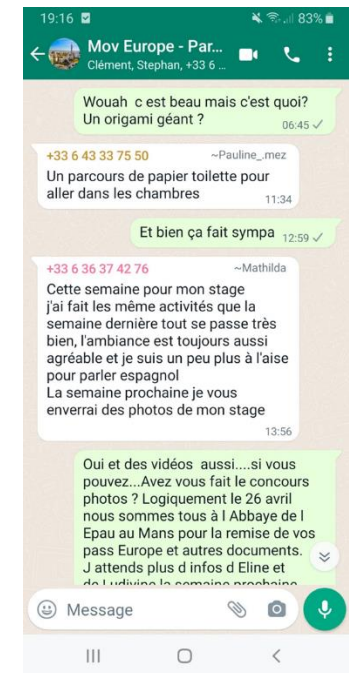 19:16 83%
Mov Europe - Par...
Clément, Stephan, +33 6 ...
Wouah c est beau mais c'est quoi?
Un origami géant ?
06:45
+33 6 43 33 75 50 ~Pauline_.mez
Un parcours de papier toilette pour
aller dans les chambres
11:34
Et bien ça fait sympa 12:59
+33 6 36 37 42 76 ~Mathilda
Cette semaine pour mon stage
j'ai fait les même activités que la
semaine dernière tout se passe très
bien, l'ambiance est toujours aussi
agréable et je suis un peu plus à l'aise
pour parler espagnol
La semaine prochaine je vous
enverrai des photos de mon stage
13:56
Oui et des vidéos aussi....si vous
pouvez...Avez vous fait le concours
photos ? Logiquement le 26 avril
nous sommes tous à l Abbaye de l
Epau au Mans pour la remise de vos
pass Europe et autres documents.
J attends plus d infos d Eline et
de Ludivine la semaine prochaine
Message